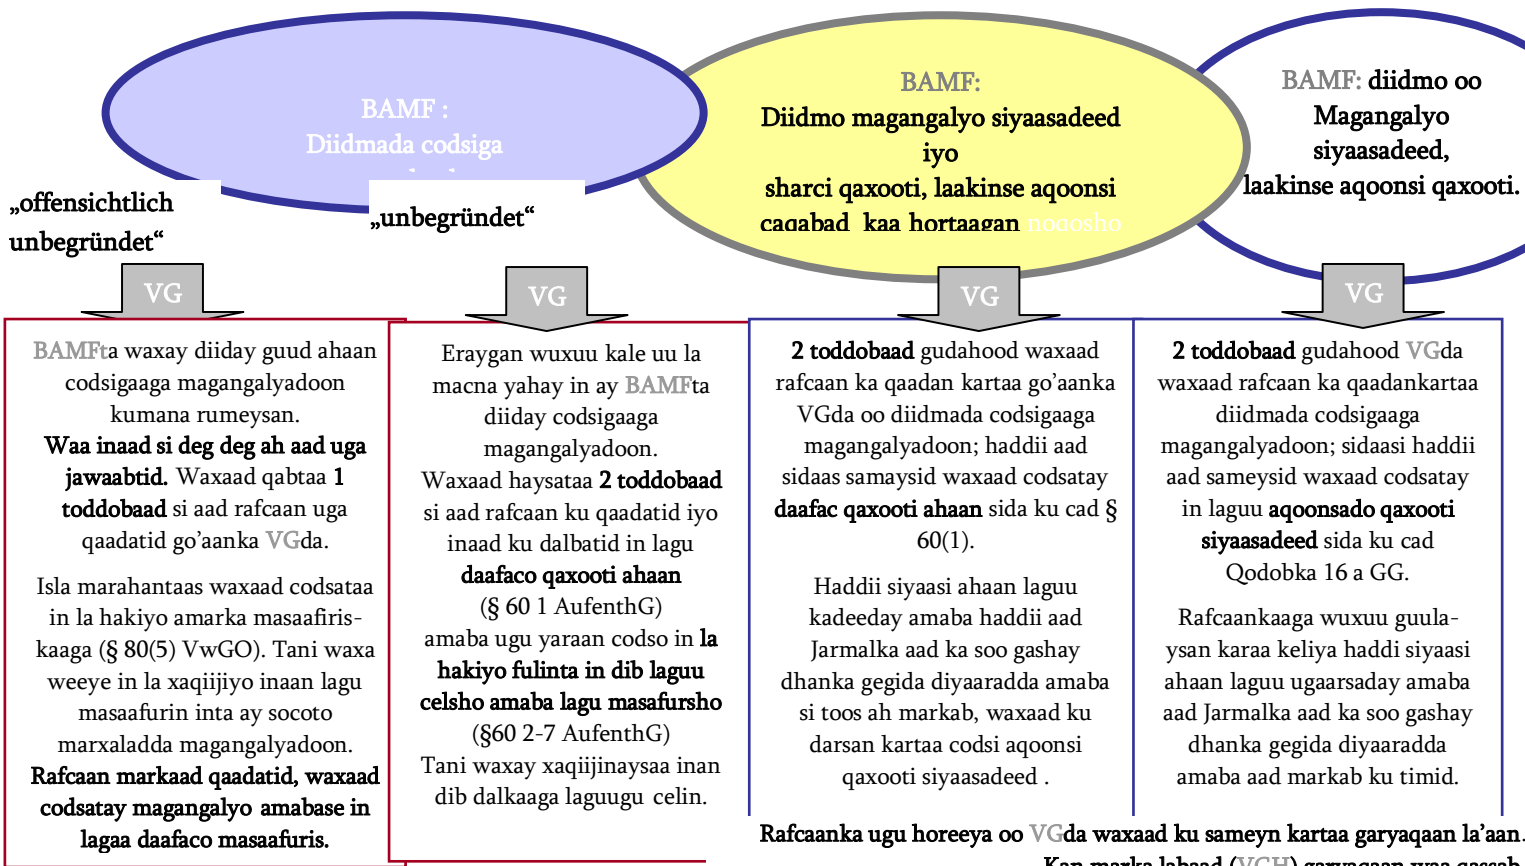 BAMF :
Diidmada codsiga
„offensichtlich
unbegründet“
„unbegründet“
BAMF:
Diidmo magangalyo siyaasadeed
iyo
sharci qaxooti, laakinse aqoonsi
caqabad kaa hortaagan noqosho
BAMF: diidmo oo
Magangalyo
siyaasadeed,
laakinse aqoonsi qaxooti.
VG
VG
VG
VG
BAMFta waxay diiday guud ahaan
codsigaaga magangalyadoon
kumana rumeysan.
Waa inaad si deg deg ah aad uga
jawaabtid. Waxaad qabtaa 1
toddobaad si aad rafcaan uga
qaadatid go’aanka VGda.
Isla marahantaas waxaad codsataa
in la hakiyo amarka masaafiris-
kaaga (§ 80(5) VwGO). Tani waxa
weeye in la xaqiijiyo inaan lagu
masaafurin inta ay socoto
marxaladda magangalyadoon.
Rafcaan markaad qaadatid, waxaad
codsatay magangalyo amabase in
lagaa daafaco masaafuris.
Eraygan wuxuu kale uu la
macna yahay in ay BAMFta
diiday codsigaaga
magangalyadoon.
Waxaad haysataa 2 toddobaad
si aad rafcaan ku qaadatid iyo
inaad ku dalbatid in lagu
daafaco qaxooti ahaan
(§ 60 1 AufenthG)
amaba ugu yaraan codso in la
hakiyo fulinta in dib laguu
celsho amaba lagu masafursho
(§60 2-7 AufenthG)
Tani waxay xaqiijinaysaa inan
dib dalkaaga laguugu celin.
2 toddobaad gudahood waxaad
rafcaan ka qaadan kartaa go’aanka
VGda oo diidmada codsigaaga
magangalyadoon; haddii aad
sidaas samaysid waxaad codsatay
daafac qaxooti ahaan sida ku cad §
60(1).
Haddii siyaasi ahaan laguu
kadeeday amaba haddii aad
Jarmalka aad ka soo gashay
dhanka gegida diyaaradda amaba
si toos ah markab, waxaad ku
darsan kartaa codsi aqoonsi
qaxooti siyaasadeed .
2 toddobaad gudahood VGda
waxaad rafcaan ka qaadankartaa
diidmada codsigaaga
magangalyadoon; sidaasi haddii
aad sameysid waxaad codsatay
in laguu aqoonsado qaxooti
siyaasadeed sida ku cad
Qodobka 16 a GG.
Rafcaankaaga wuxuu guula-
ysan karaa keliya haddi siyaasi
ahaan laguu ugaarsaday amaba
aad Jarmalka aad ka soo gashay
dhanka gegida diyaaradda
amaba aad markab ku timid.
Rafcaanka ugu horeeya oo VGda waxaad ku sameyn kartaa garyaqaan la’aan.
Kan marka labaad (VGH) garyaqaan waa qassab